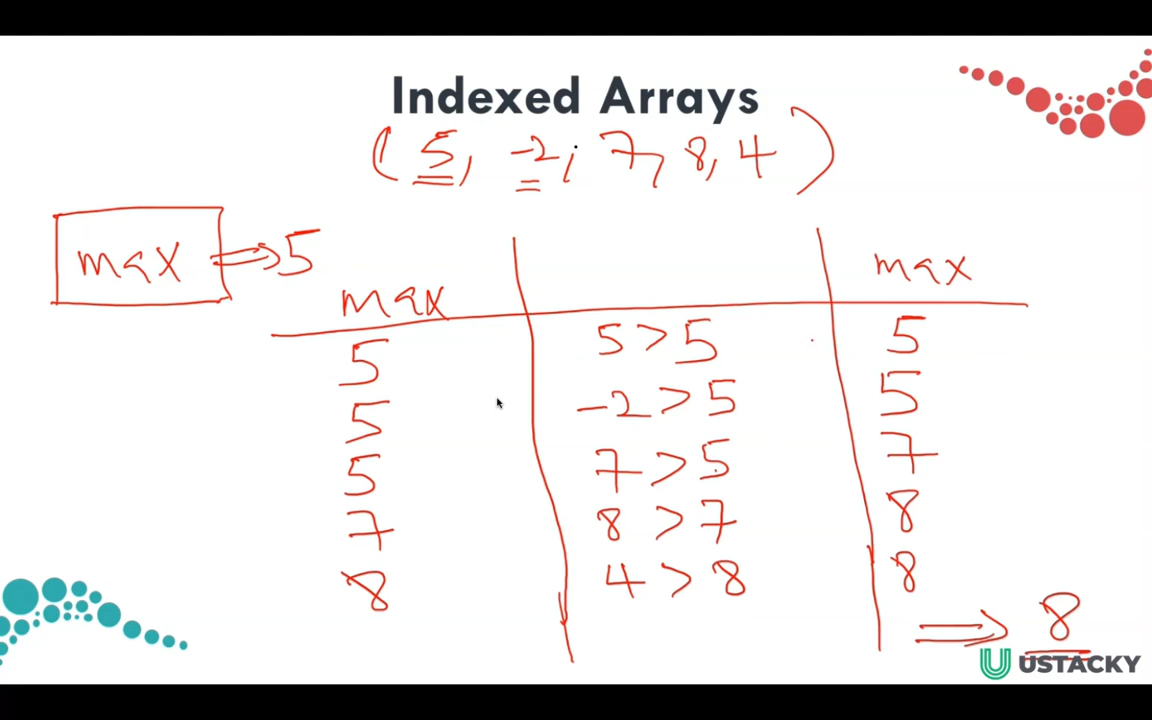 Indexed Arrays
(5, -2, 7, 8, 4)
max ⇒ 5
max max
5 5 > 5 5
5 -2 > 5 5
5 7 > 5 7
7 8 > 7 8
8 4 > 8 8
⇒ 8
USTACKY